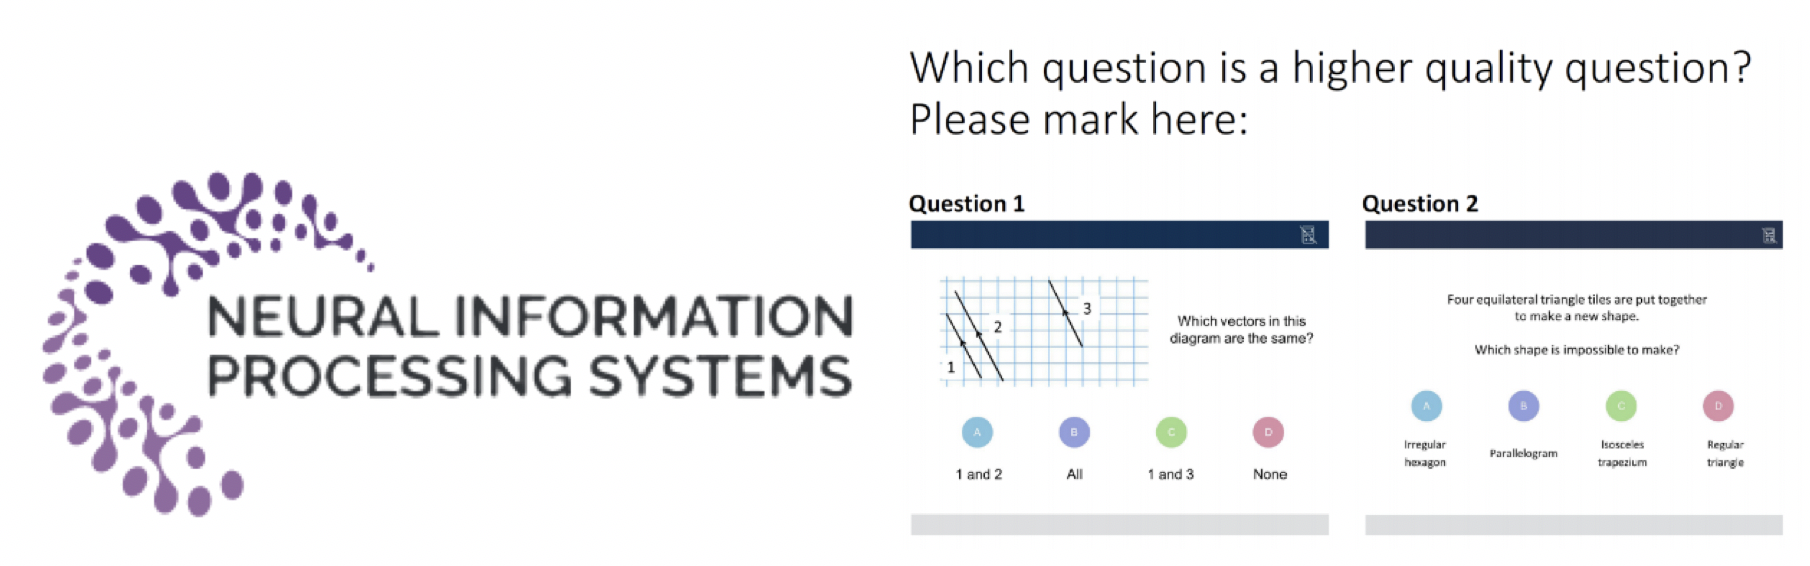 NEURAL INFORMATION
PROCESSING SYSTEMS
Which question is a higher quality question?
Please mark here:
Question 1
1
2
3
Which vectors in this
diagram are the same?
A
B
C
D
1 and 2
All
1 and 3
None
Question 2
Four equilateral triangle tiles are put together
to make a new shape.
Which shape is impossible to make?
A
B
C
D
Irregular
hexagon
Parallelogram
Isosceles
trapezium
Regular
triangle